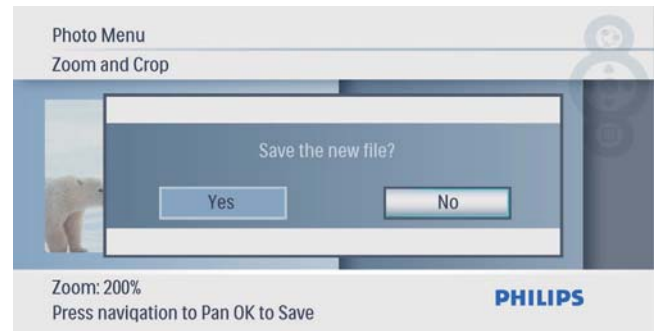 Photo Menu
Zoom and Crop
Save the new file?
Yes No
Zoom: 200%
Press navigation to Pan OK to Save
PHILIPS